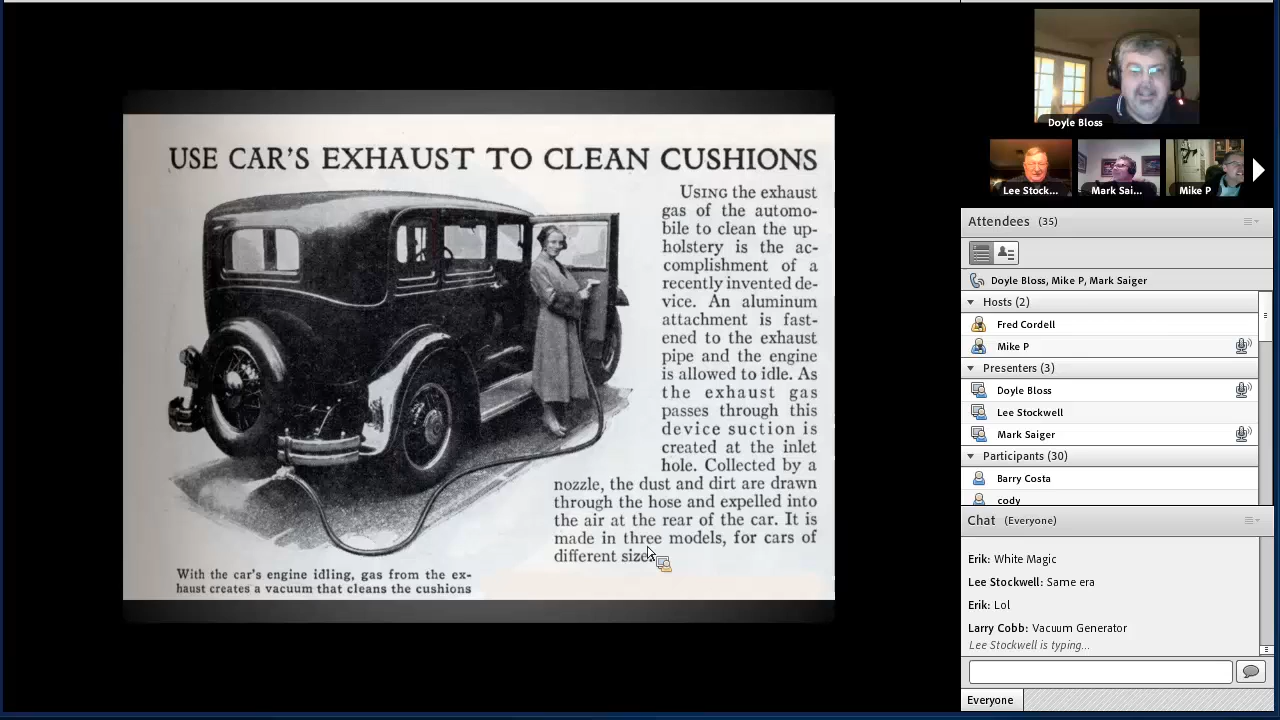 USE CAR'S EXHAUST TO CLEAN CUSHIONS
USING the exhaust
gas of the automo-
bile to clean the up-
holstery is the ac-
complishment of a
recently invented de-
vice. An aluminum
attachment is fast-
ened to the exhaust
pipe and the engine
is allowed to idle. As
the exhaust gas
passes through this
device suction is
created at the inlet
hole. Collected by a
nozzle, the dust and dirt are drawn
through the hose and expelled into
the air at the rear of the car. It is
made in three models, for cars of
different sizes.
With the car's engine idling, gas from the ex-
haust creates a vacuum that cleans the cushions
Doyle Bloss
Lee Stock...
Mark Sai...
Mike P
Attendees (35)
Doyle Bloss, Mike P, Mark Saiger
Hosts (2)
Fred Cordell
Mike P
Presenters (3)
Doyle Bloss
Lee Stockwell
Mark Saiger
Participants (30)
Barry Costa
cody
Chat (Everyone)
Erik: White Magic
Lee Stockwell: Same era
Erik: Lol
Larry Cobb: Vacuum Generator
Lee Stockwell is typing...
Everyone